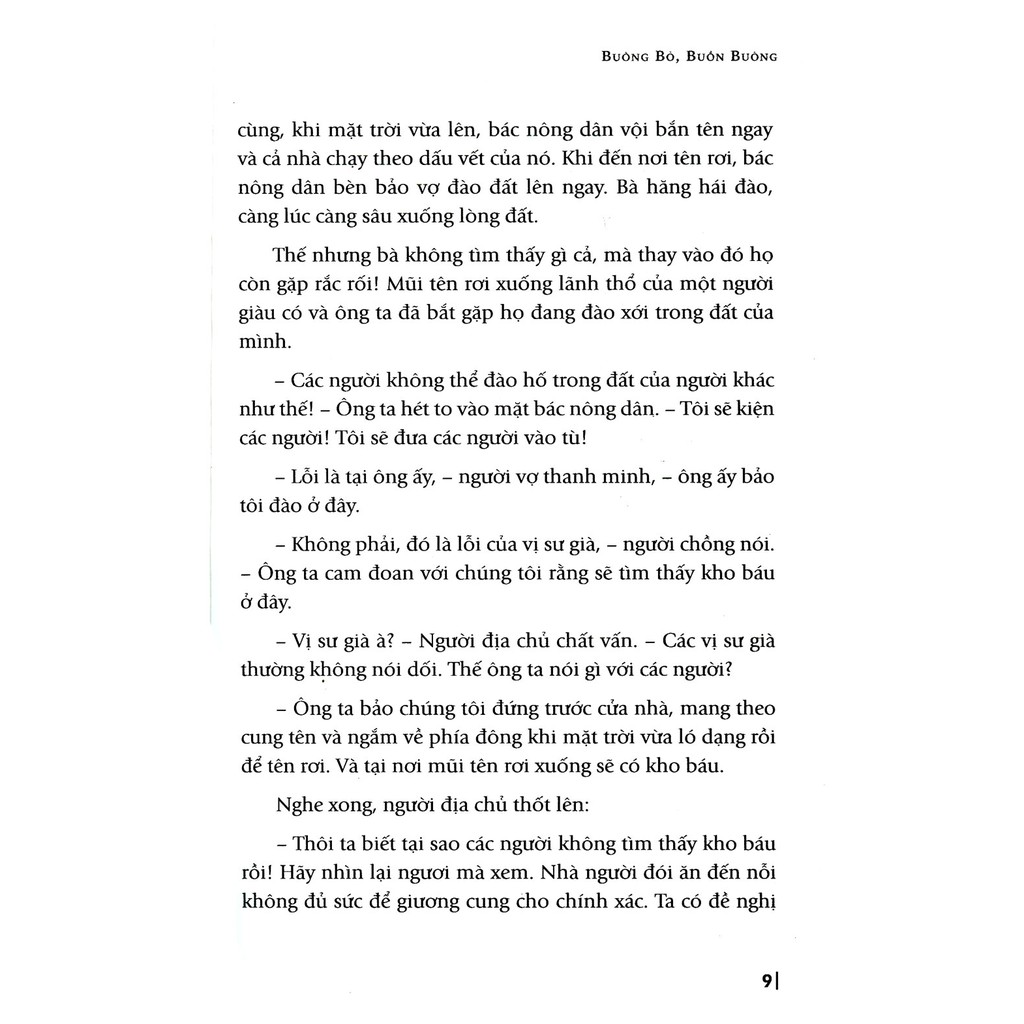 Buông Bỏ, Buồn Buông
cùng, khi mặt trời vừa lên, bác nông dân vội bắn tên ngay
và cả nhà chạy theo dấu vết của nó. Khi đến nơi tên rơi, bác
nông dân bèn bảo vợ đào đất lên ngay. Bà hăng hái đào,
càng lúc càng sâu xuống lòng đất.
Thế nhưng bà không tìm thấy gì cả, mà thay vào đó họ
còn gặp rắc rối! Mũi tên rơi xuống lãnh thổ của một người
giàu có và ông ta đã bắt gặp họ đang đào xới trong đất của
mình.
– Các người không thể đào hố trong đất của người khác
như thế! – Ông ta hét to vào mặt bác nông dân. – Tôi sẽ kiện
các người! Tôi sẽ đưa các người vào tù!
– Lỗi là tại ông ấy, – người vợ thanh minh, – ông ấy bảo
tôi đào ở đây.
– Không phải, đó là lỗi của vị sư già, – người chồng nói.
– Ông ta cam đoan với chúng tôi rằng sẽ tìm thấy kho báu
ở đây.
– Vị sư già à? – Người địa chủ chất vấn. – Các vị sư già
thường không nói dối. Thế ông ta nói gì với các người?
– Ông ta bảo chúng tôi đứng trước cửa nhà, mang theo
cung tên và ngắm về phía đông khi mặt trời vừa ló dạng rồi
để tên rơi. Và tại nơi mũi tên rơi xuống sẽ có kho báu.
Nghe xong, người địa chủ thốt lên:
– Thôi ta biết tại sao các người không tìm thấy kho báu
rồi! Hãy nhìn lại ngươi mà xem. Nhà người đói ăn đến nỗi
không đủ sức để giương cung cho chính xác. Ta có đề nghị
9|